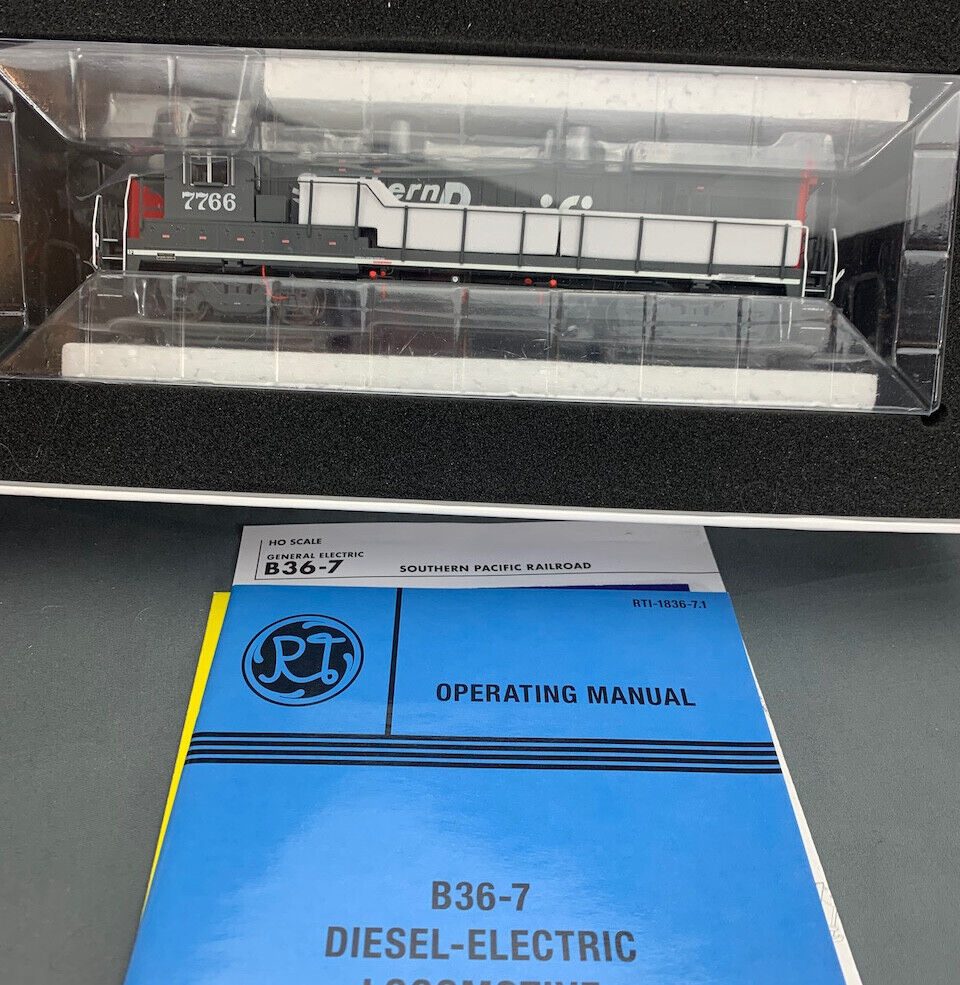 7766
HO SCALE
GENERAL ELECTRIC
B36-7
SOUTHERN PACIFIC RAILROAD
RTI-1836-7.1
RT
OPERATING MANUAL
B36-7
DIESEL-ELECTRIC
LOCOMOTIVE